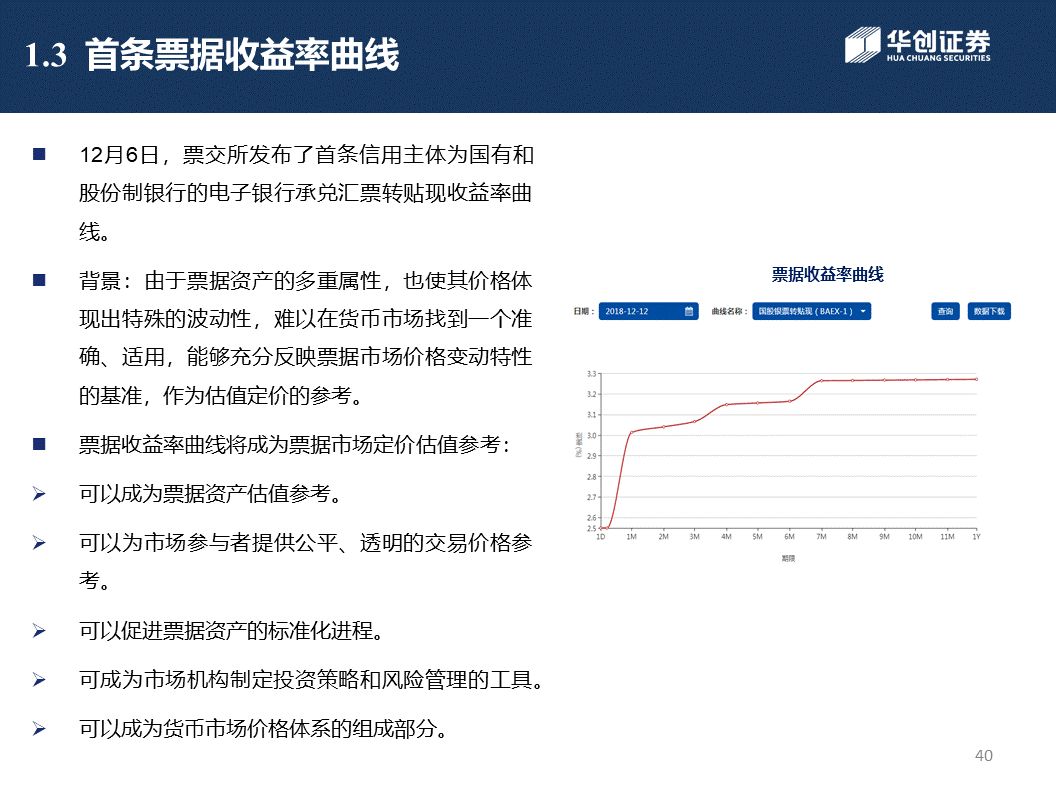 1.3 首条票据收益率曲线
华创证券
HUA CHUANG SECURITIES
12月6日，票交所发布了首条信用主体为国有和
股份制银行的电子银行承兑汇票转贴现收益率曲
线。
背景：由于票据资产的多重属性，也使其价格体
现出特殊的波动性，难以在货币市场找到一个准
确、适用，能够充分反映票据市场价格变动特性
的基准，作为估值定价的参考。
票据收益率曲线将成为票据市场定价估值参考：
可以成为票据资产估值参考。
可以为市场参与者提供公平、透明的交易价格参
考。
可以促进票据资产的标准化进程。
可成为市场机构制定投资策略和风险管理的工具。
可以成为货币市场价格体系的组成部分。
票据收益率曲线
日期： 2018-12-12 曲线名称： 国股银票转贴现（BAEX-1） 查询 数据下载
3.3
3.2
3.1
3.0
2.9
2.8
2.7
2.6
2.5
1D 1M 2M 3M 4M 5M 6M 7M 8M 9M 10M 11M 1Y
期限
40